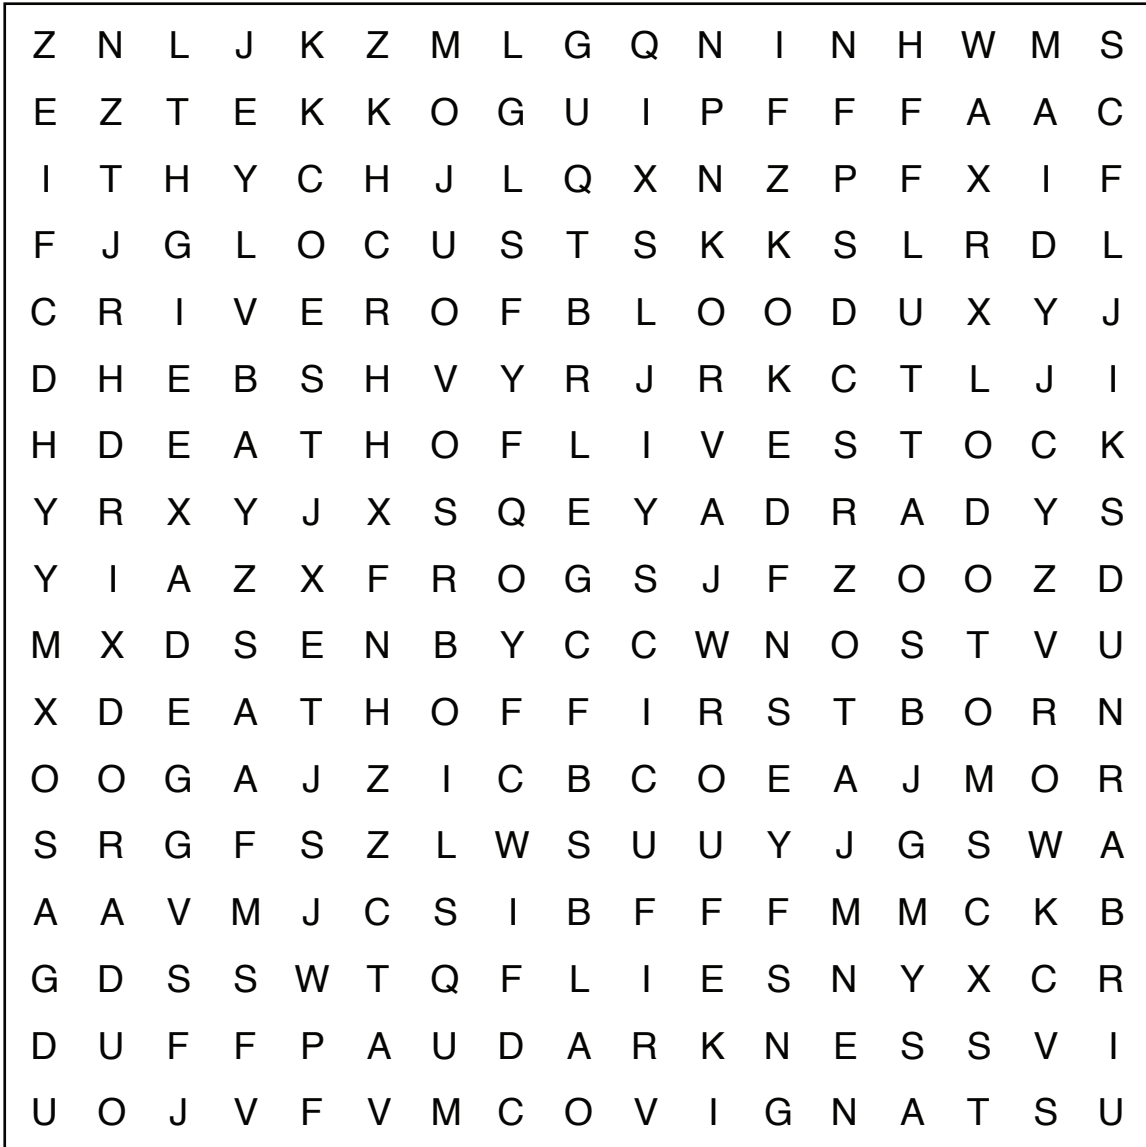 Z N L J K Z M L G Q N I N H W M S
E Z T E K K O G U I P F F F A A C
I T H Y C H J L Q X N Z P F X I F
F J G L O C U S T S K K S L R D L
C R I V E R O F B L O O D U X Y J
D H E B S H V Y R J R K C T L J I
H D E A T H O F L I V E S T O C K
Y R X Y J X S Q E Y A D R A D Y S
Y I A Z X F R O G S J F Z O O Z D
M X D S E N B Y C C W N O S T V U
X D E A T H O F F I R S T B O R N
O O G A J Z I C B C O E A J M O R
S R G F S Z L W S U U Y J G S W A
A A V M J C S I B F F F M M C K B
G D S S W T Q F L I E S N Y X C R
D U F F P A U D A R K N E S S V I
U O J V F V M C O V I G N A T S U